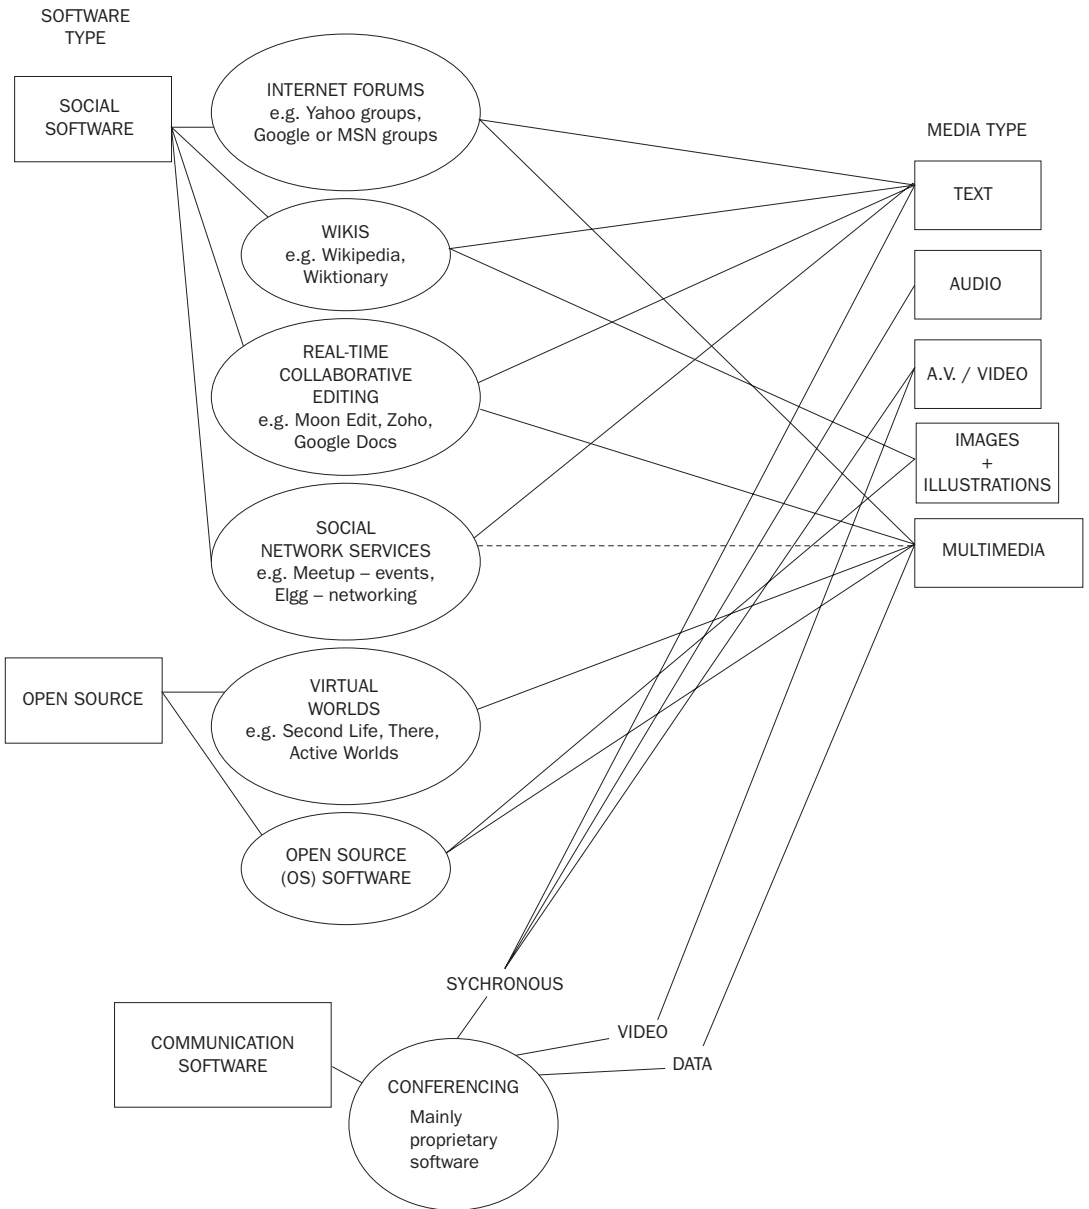 SOFTWARE
TYPE
SOCIAL
SOFTWARE
INTERNET FORUMS
e.g. Yahoo groups,
Google or MSN groups
WIKIS
e.g. Wikipedia,
Wiktionary
REAL-TIME
COLLABORATIVE
EDITING
e.g. Moon Edit, Zoho,
Google Docs
SOCIAL
NETWORK SERVICES
e.g. Meetup – events,
Elgg – networking
OPEN SOURCE
VIRTUAL
WORLDS
e.g. Second Life, There,
Active Worlds
OPEN SOURCE
(OS) SOFTWARE
COMMUNICATION
SOFTWARE
CONFERENCING
Mainly
proprietary
software
SYCHRONOUS
VIDEO
DATA
MEDIA TYPE
TEXT
AUDIO
A.V. / VIDEO
IMAGES
+
ILLUSTRATIONS
MULTIMEDIA